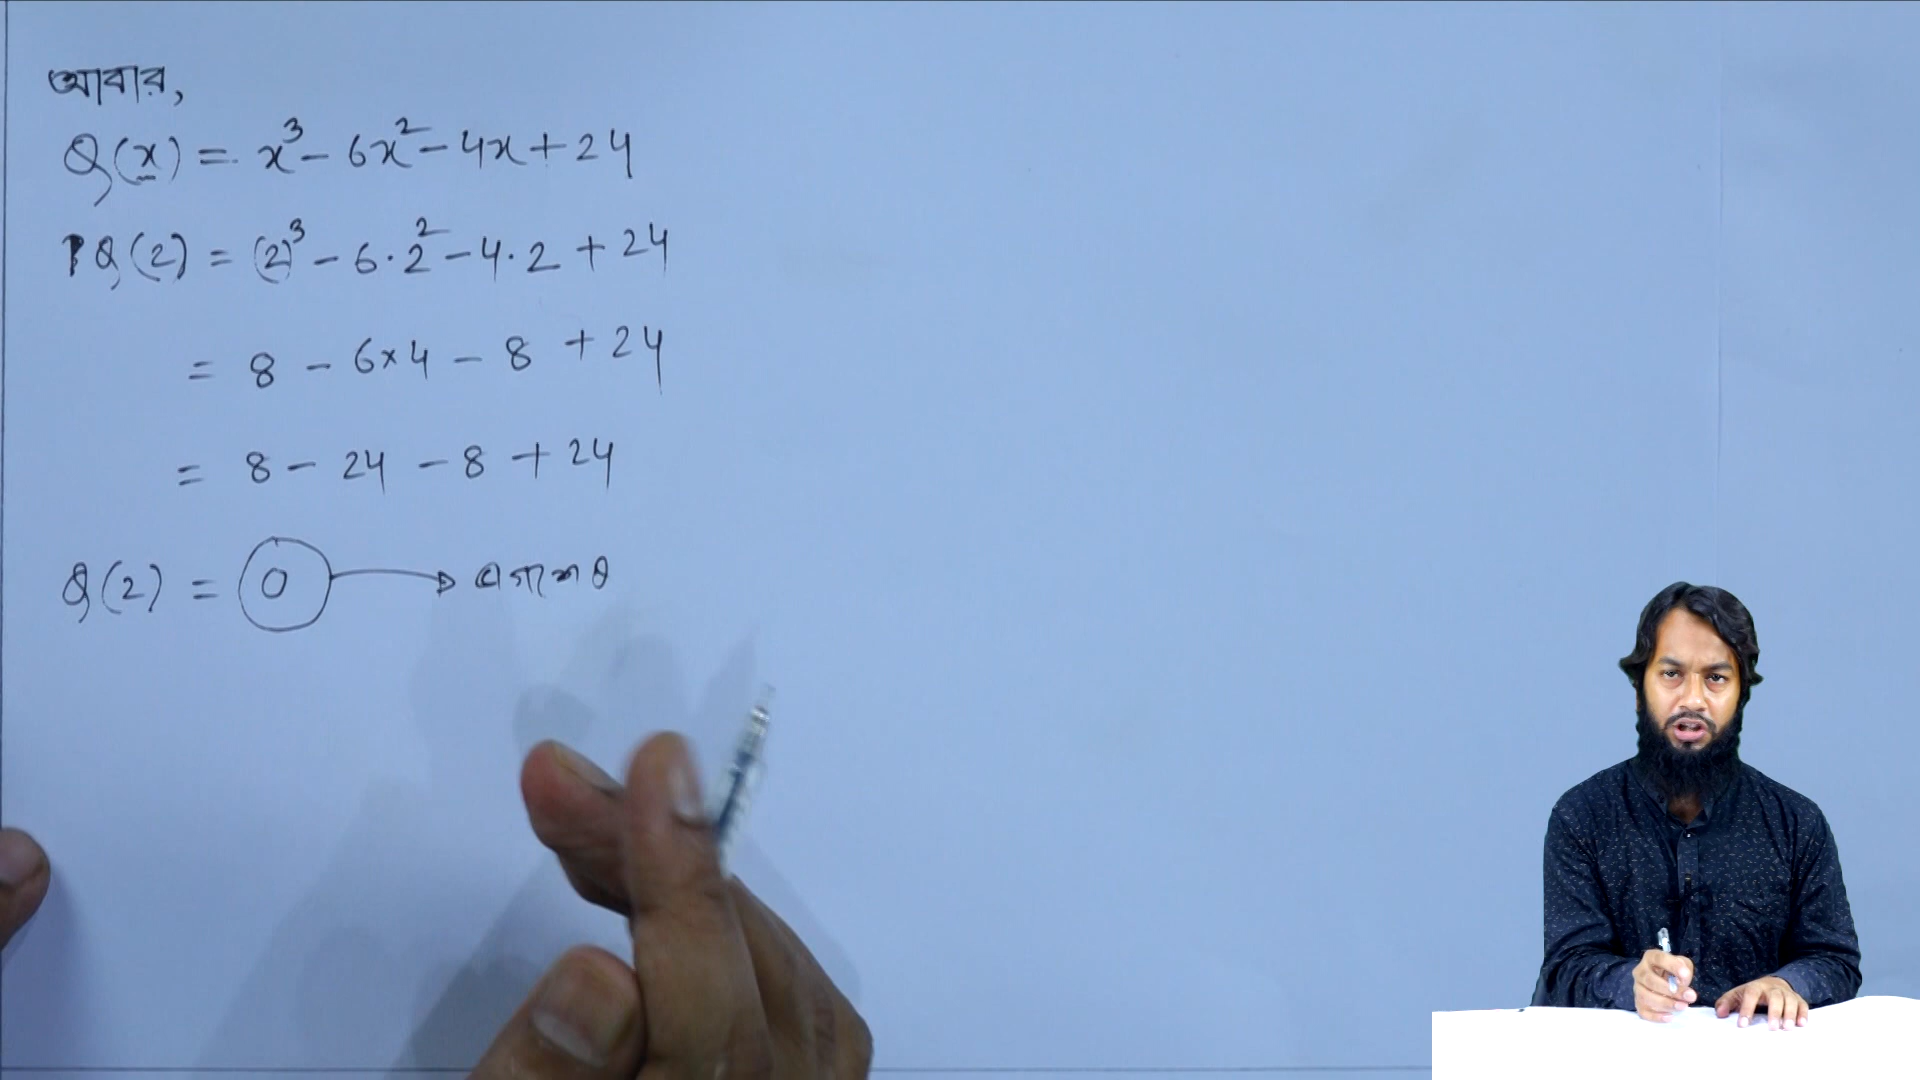 আবার,
Q(x) = x³ - 6x² - 4x + 24
Q(2) = (2)³ - 6·2² - 4·2 + 24
= 8 - 6×4 - 8 + 24
= 8 - 24 - 8 + 24
Q(2) = 0